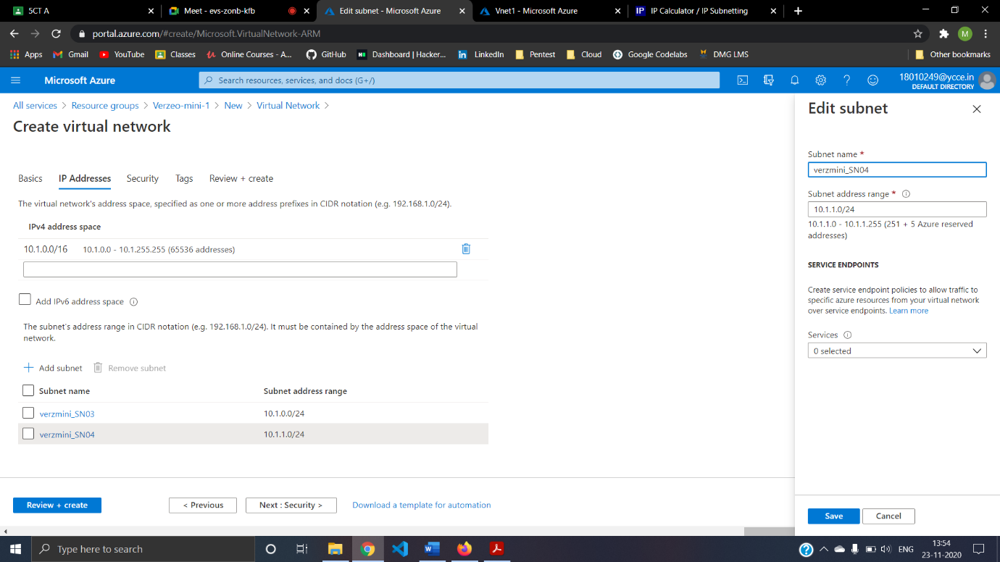 5CT A
Meet - evs-zonb-kfb
Edit subnet - Microsoft Azure
Vnet1 - Microsoft Azure
IP
IP Calculator / IP Subnetting
portal.azure.com/#create/Microsoft.VirtualNetwork-ARM
M
Apps
Gmail
YouTube
Classes
Online Courses - A...
GitHub
Dashboard | Hacker...
LinkedIn
Pentest
Cloud
Google Codelabs
DMG LMS
Other bookmarks
Microsoft Azure
Search resources, services, and docs (G+/)
18010249@ycce.in
DEFAULT DIRECTORY
All services > Resource groups > Verzeo-mini-1 > New > Virtual Network >
Create virtual network
Basics
IP Addresses
Security
Tags
Review + create
The virtual network's address space, specified as one or more address prefixes in CIDR notation (e.g. 192.168.1.0/24).
IPv4 address space
10.1.0.0/16 10.1.0.0 - 10.1.255.255 (65536 addresses)
Add IPv6 address space
The subnet's address range in CIDR notation (e.g. 192.168.1.0/24). It must be contained by the address space of the virtual
network.
Add subnet
Remove subnet
Subnet name Subnet address range
verzmini_SN03 10.1.0.0/24
verzmini_SN04 10.1.1.0/24
Review + create
< Previous
Next : Security >
Download a template for automation
Edit subnet
Subnet name *
verzmini_SN04
Subnet address range *
10.1.1.0/24
10.1.1.0 - 10.1.1.255 (251 + 5 Azure reserved
addresses)
SERVICE ENDPOINTS
Create service endpoint policies to allow traffic to
specific azure resources from your virtual network
over service endpoints. Learn more
Services
0 selected
Save
Cancel
Type here to search
ENG
13:54
23-11-2020